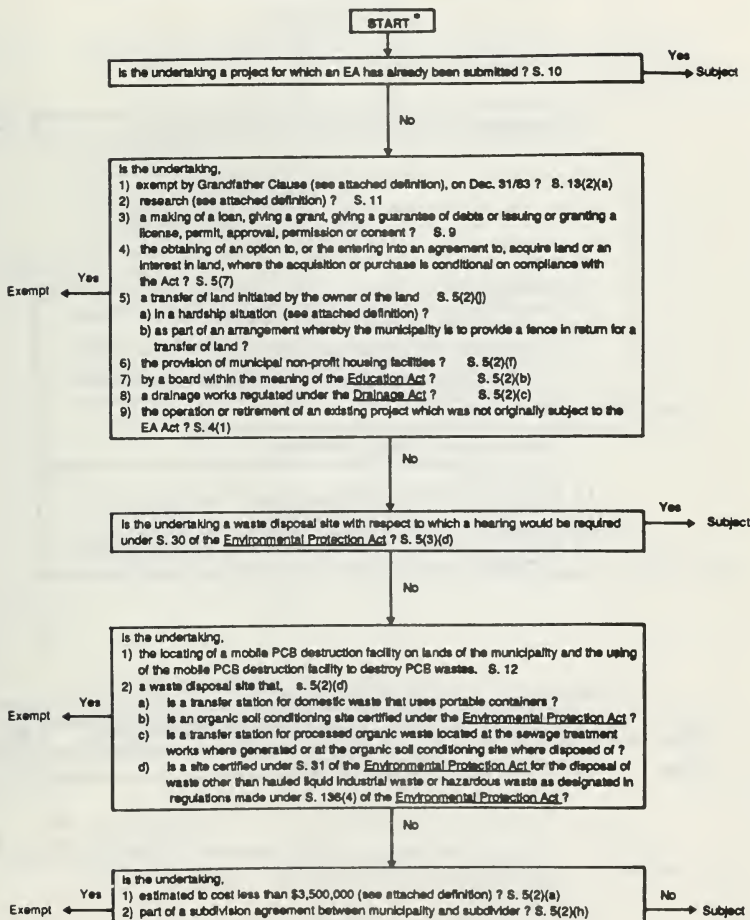 START *
Yes
Is the undertaking a project for which an EA has already been submitted ? S. 10
Subject
No
Is the undertaking,
1) exempt by Grandfather Clause (see attached definition), on Dec. 31/83 ? S. 13(2)(a)
2) research (see attached definition) ? S. 11
3) a making of a loan, giving a grant, giving a guarantee of debts or issuing or granting a
license, permit, approval, permission or consent ? S. 9
4) the obtaining of an option to, or the entering into an agreement to, acquire land or an
interest in land, where the acquisition or purchase is conditional on compliance with
the Act ? S. 5(7)
Yes
Exempt
5) a transfer of land initiated by the owner of the land S. 5(2)(j)
a) in a hardship situation (see attached definition) ?
b) as part of an arrangement whereby the municipality is to provide a fence in return for a
transfer of land ?
6) the provision of municipal non-profit housing facilities ? S. 5(2)(f)
7) by a board within the meaning of the Education Act ? S. 5(2)(b)
8) a drainage works regulated under the Drainage Act ? S. 5(2)(c)
9) the operation or retirement of an existing project which was not originally subject to the
EA Act ? S. 4(1)
No
Yes
Is the undertaking a waste disposal site with respect to which a hearing would be required
under S. 30 of the Environmental Protection Act ? S. 5(3)(d)
Subject
No
Is the undertaking,
1) the locating of a mobile PCB destruction facility on lands of the municipality and the using
of the mobile PCB destruction facility to destroy PCB wastes. S. 12
2) a waste disposal site that, s. 5(2)(d)
Yes
Exempt
a) is a transfer station for domestic waste that uses portable containers ?
b) is an organic soil conditioning site certified under the Environmental Protection Act ?
c) is a transfer station for processed organic waste located at the sewage treatment
works where generated or at the organic soil conditioning site where disposed of ?
d) is a site certified under S. 31 of the Environmental Protection Act for the disposal of
waste other than hauled liquid industrial waste or hazardous waste as designated in
regulations made under S. 136(4) of the Environmental Protection Act ?
No
Is the undertaking,
Yes
Exempt
1) estimated to cost less than $3,500,000 (see attached definition) ? S. 5(2)(a)
2) part of a subdivision agreement between municipality and subdivider ? S. 5(2)(h)
No
Subject